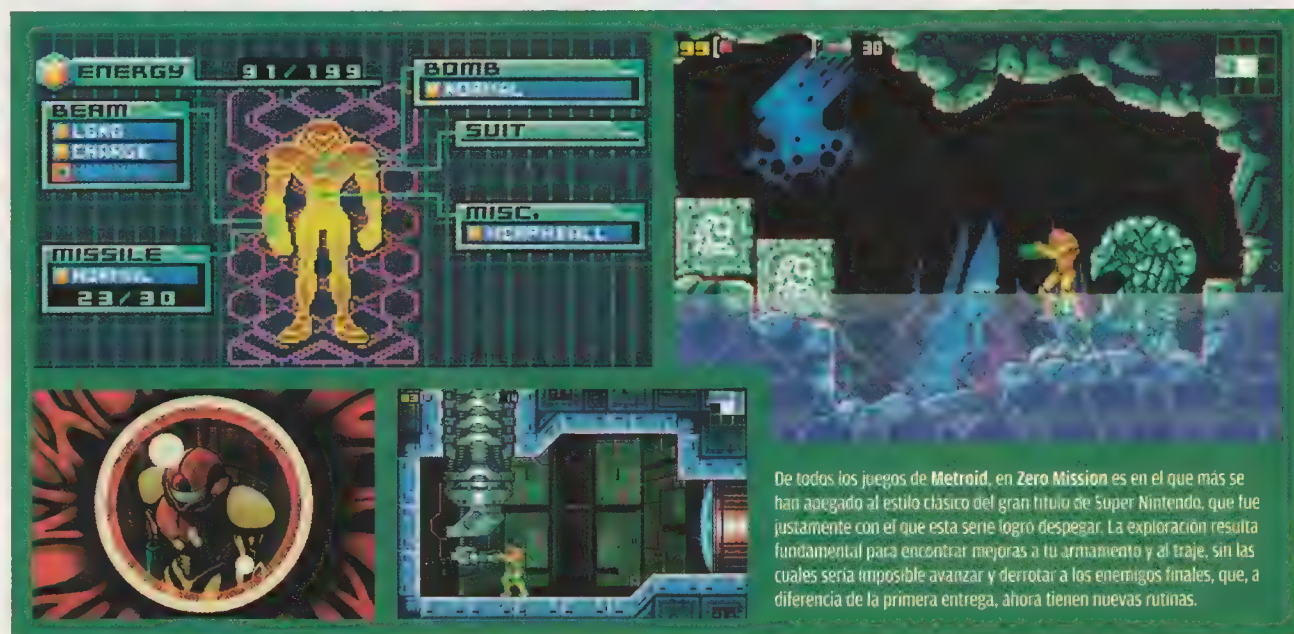 ENERGY 91/199
BEAM
LONG
CHARGE
MISSILE
NORMAL
23/30
BOMB
NORMAL
SUIT
MISC.
MORPH BALL
99 30
De todos los juegos de Metroid, en Zero Mission es en el que más se
han apegado al estilo clásico del gran título de Super Nintendo, que fue
justamente con el que esta serie logro despegar. La exploración resulta
fundamental para encontrar mejoras a tu armamento y al traje, sin las
cuales sería imposible avanzar y derrotar a los enemigos finales, que, a
diferencia de la primera entrega, ahora tienen nuevas rutinas.